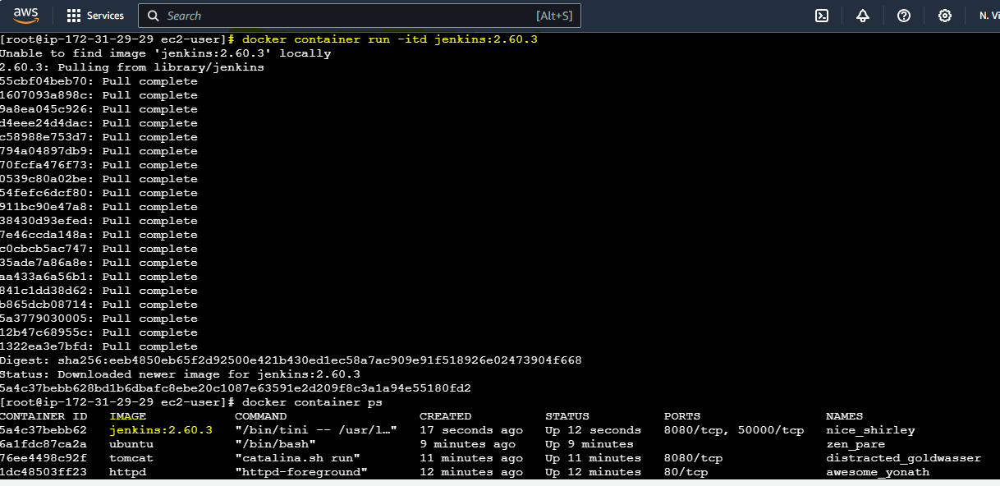 aws Services Search [Alt+S] N. Vi
[root@ip-172-31-29-29 ec2-user]# docker container run -itd jenkins:2.60.3
Unable to find image 'jenkins:2.60.3' locally
2.60.3: Pulling from library/jenkins
55cbf04beb70: Pull complete
1607093a898c: Pull complete
9a8ea045c926: Pull complete
d4eee24d4dac: Pull complete
c58988e753d7: Pull complete
794a04897db9: Pull complete
70fcfa476f73: Pull complete
0539c80a02be: Pull complete
54fefc6dcf80: Pull complete
911bc90e47a8: Pull complete
38430d93efed: Pull complete
7e46ccda148a: Pull complete
c0cbcb5ac747: Pull complete
35ade7a86a8e: Pull complete
aa433a6a56b1: Pull complete
841c1dd38d62: Pull complete
b865dcb08714: Pull complete
5a3779030005: Pull complete
12b47c68955c: Pull complete
1322ea3e7bfd: Pull complete
Digest: sha256:eeb4850eb65f2d92500e421b430ed1ec58a7ac909e91f518926e02473904f668
Status: Downloaded newer image for jenkins:2.60.3
5a4c37bebb628bd1b6dbafc8ebe20c1087e63591e2d209f8c3a1a94e55180fd2
[root@ip-172-31-29-29 ec2-user]# docker container ps
CONTAINER ID IMAGE COMMAND CREATED STATUS PORTS NAMES
5a4c37bebb62 jenkins:2.60.3 "/bin/tini -- /usr/l…" 17 seconds ago Up 12 seconds 8080/tcp, 50000/tcp nice_shirley
6a1fdc87ca2a ubuntu "/bin/bash" 9 minutes ago Up 9 minutes zen_pare
76ee4498c92f tomcat "catalina.sh run" 11 minutes ago Up 11 minutes 8080/tcp distracted_goldwasser
1dc48503ff23 httpd "httpd-foreground" 12 minutes ago Up 12 minutes 80/tcp awesome_yonath